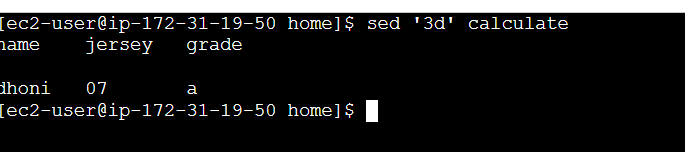 [ec2-user@ip-172-31-19-50 home]$ sed '3d' calculate
name jersey grade
dhoni 07 a
[ec2-user@ip-172-31-19-50 home]$